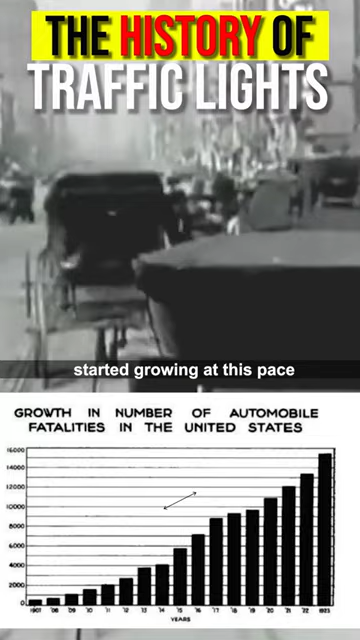 THE HISTORY OF
TRAFFIC LIGHTS
started growing at this pace
GROWTH IN NUMBER OF AUTOMOBILE
FATALITIES IN THE UNITED STATES
16000
14000
12000
10000
8000
6000
4000
2000
0
1907 '08 '09 '10 '11 '12 '13 '14 '15 '16 '17 '18 '19 '20 '21 '22 1923
YEARS